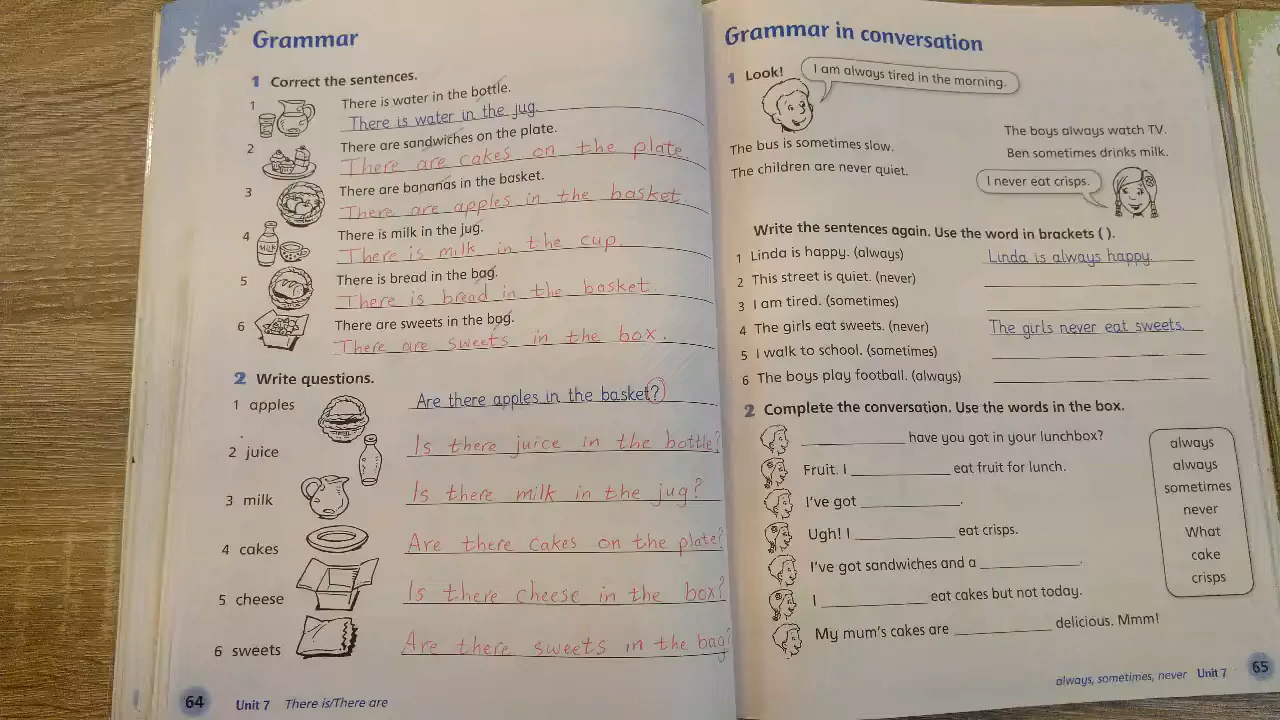 Grammar
1 Correct the sentences.
1 There is water in the bottle.
There is water in the jug.
2 There are sandwiches on the plate.
There are cakes on the plate.
3 There are bananas in the basket.
There are apples in the basket.
4 There is milk in the jug.
MILK
There is milk in the cup.
5 There is bread in the bag.
There is bread in the basket.
6 There are sweets in the bag.
There are sweets in the box.
2 Write questions.
1 apples Are there apples in the basket?
2 juice Is there juice in the bottle?
3 milk Is there milk in the jug?
4 cakes Are there cakes on the plate?
5 cheese Is there cheese in the box?
6 sweets Are there sweets in the bag?
64 Unit 7 There is/There are
Grammar in conversation
1 Look!
I am always tired in the morning.
The bus is sometimes slow.
The children are never quiet.
The boys always watch TV.
Ben sometimes drinks milk.
I never eat crisps.
Write the sentences again. Use the word in brackets ( ).
1 Linda is happy. (always) Linda is always happy.
2 This street is quiet. (never)
3 I am tired. (sometimes)
4 The girls eat sweets. (never) The girls never eat sweets.
5 I walk to school. (sometimes)
6 The boys play football. (always)
2 Complete the conversation. Use the words in the box.
____________ have you got in your lunchbox?
Fruit. I ____________ eat fruit for lunch.
I've got ____________.
Ugh! I ____________ eat crisps.
I've got sandwiches and a ____________.
I ____________ eat cakes but not today.
My mum's cakes are ____________ delicious. Mmm!
always
always
sometimes
never
What
cake
crisps
always, sometimes, never Unit 7 65